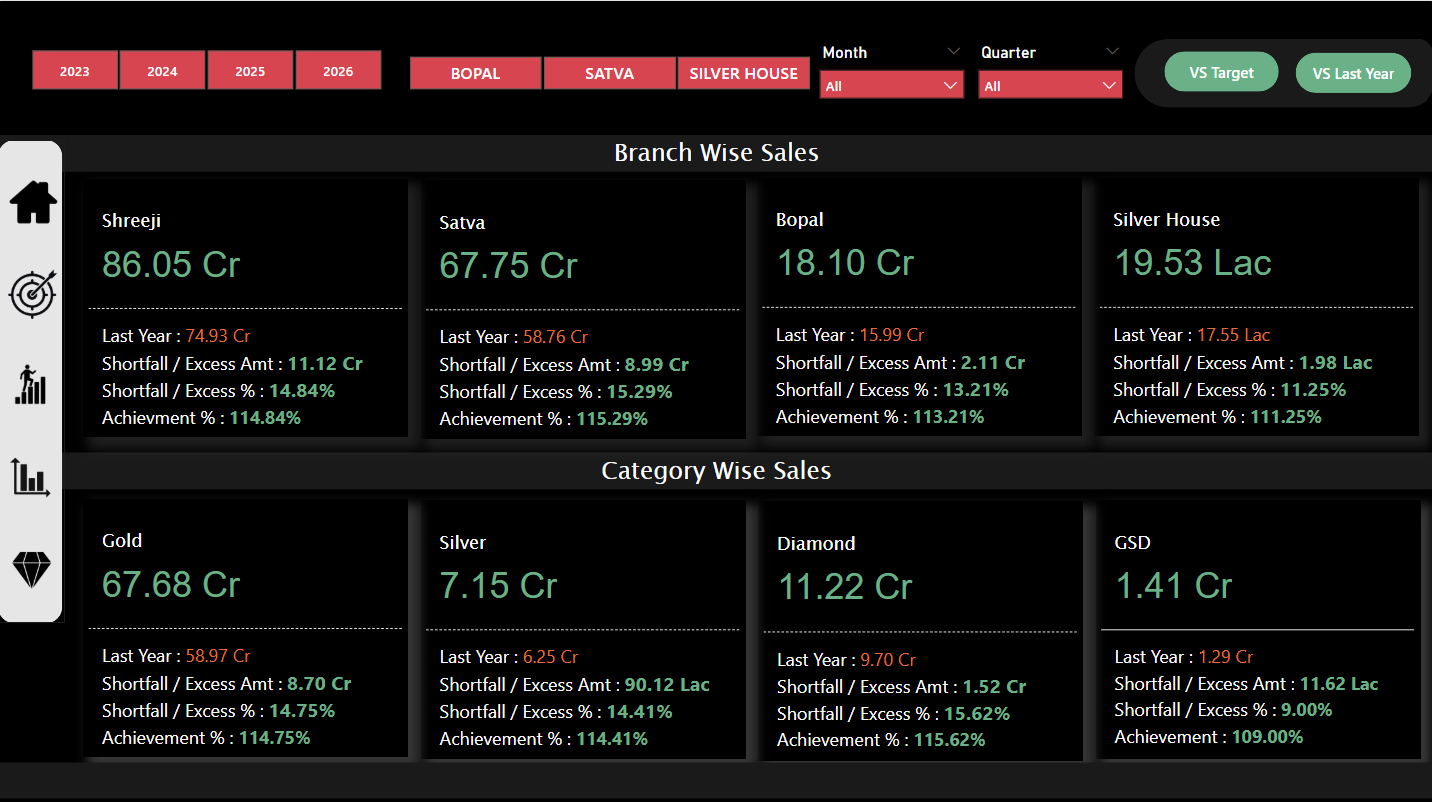 2023 2024 2025 2026 BOPAL SATVA SILVER HOUSE
Month Quarter
All All
VS Target VS Last Year
Branch Wise Sales
Shreeji
86.05 Cr
Last Year : 74.93 Cr
Shortfall / Excess Amt : 11.12 Cr
Shortfall / Excess % : 14.84%
Achievment % : 114.84%
Satva
67.75 Cr
Last Year : 58.76 Cr
Shortfall / Excess Amt : 8.99 Cr
Shortfall / Excess % : 15.29%
Achievement % : 115.29%
Bopal
18.10 Cr
Last Year : 15.99 Cr
Shortfall / Excess Amt : 2.11 Cr
Shortfall / Excess % : 13.21%
Achievement % : 113.21%
Silver House
19.53 Lac
Last Year : 17.55 Lac
Shortfall / Excess Amt : 1.98 Lac
Shortfall / Excess % : 11.25%
Achievement % : 111.25%
Category Wise Sales
Gold
67.68 Cr
Last Year : 58.97 Cr
Shortfall / Excess Amt : 8.70 Cr
Shortfall / Excess % : 14.75%
Achievement % : 114.75%
Silver
7.15 Cr
Last Year : 6.25 Cr
Shortfall / Excess Amt : 90.12 Lac
Shortfall / Excess % : 14.41%
Achievement % : 114.41%
Diamond
11.22 Cr
Last Year : 9.70 Cr
Shortfall / Excess Amt : 1.52 Cr
Shortfall / Excess % : 15.62%
Achievement % : 115.62%
GSD
1.41 Cr
Last Year : 1.29 Cr
Shortfall / Excess Amt : 11.62 Lac
Shortfall / Excess % : 9.00%
Achievement : 109.00%